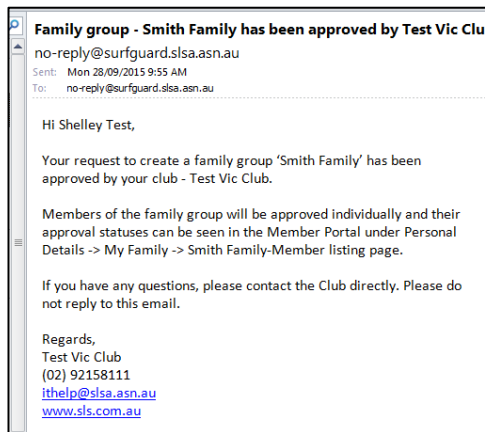 Family group - Smith Family has been approved by Test Vic Clu
no-reply@surfguard.slsa.asn.au
Sent: Mon 28/09/2015 9:55 AM
To: no-reply@surfguard.slsa.asn.au
Hi Shelley Test,
Your request to create a family group ‘Smith Family’ has been
approved by your club - Test Vic Club.
Members of the family group will be approved individually and their
approval statuses can be seen in the Member Portal under Personal
Details -> My Family -> Smith Family-Member listing page.
If you have any questions, please contact the Club directly. Please do
not reply to this email.
Regards,
Test Vic Club
(02) 92158111
ithelp@slsa.asn.au
www.sls.com.au